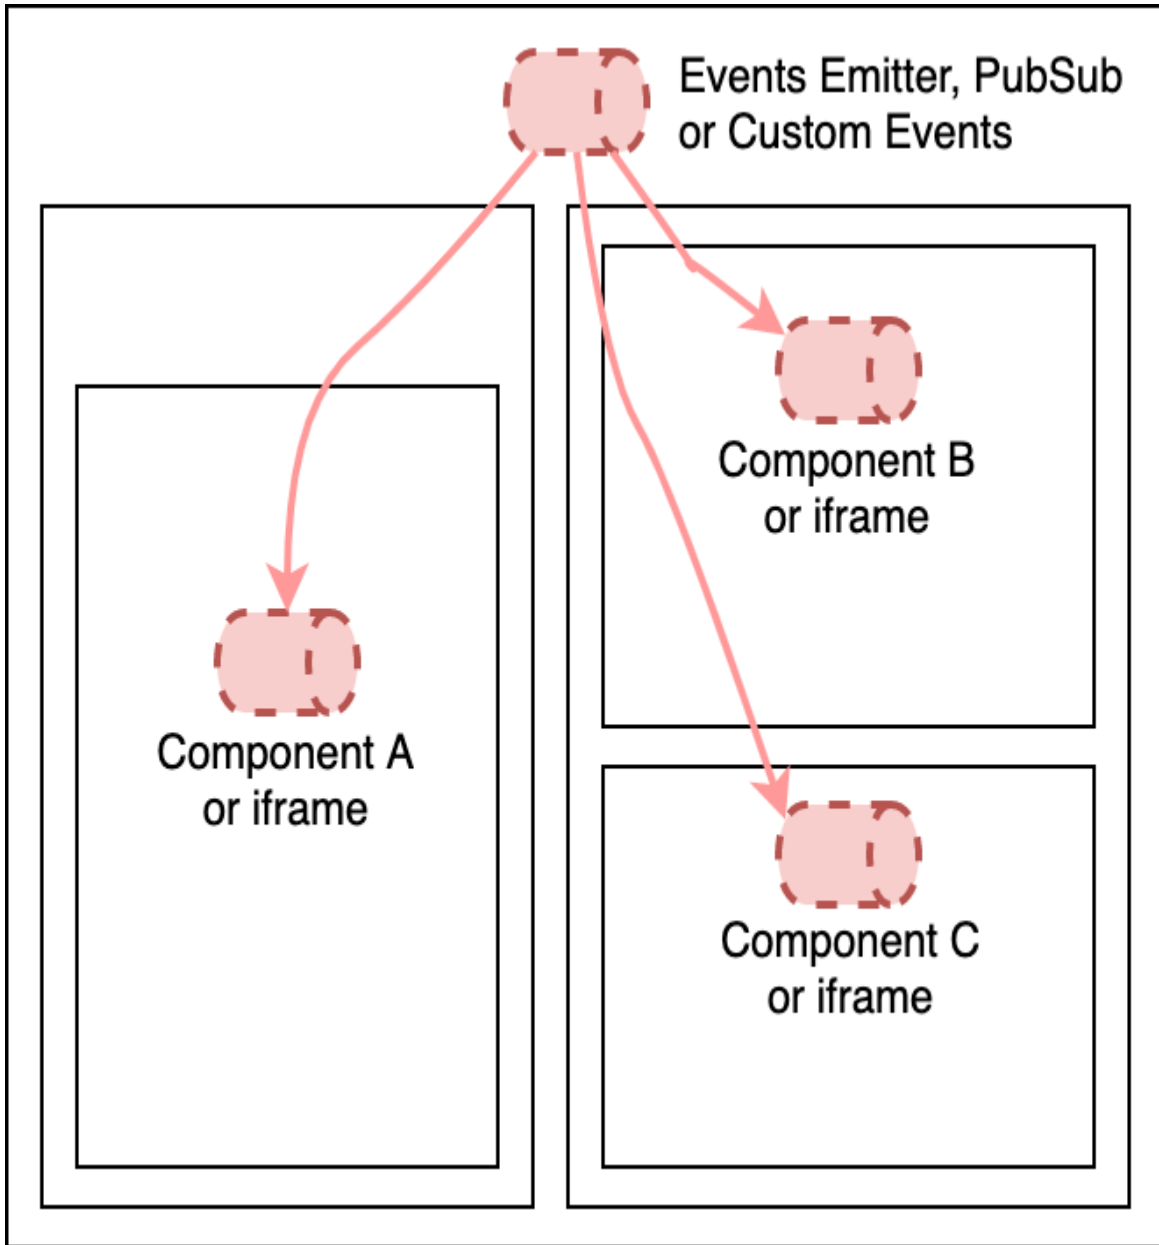 Events Emitter, PubSub
or Custom Events
Component B
or iframe
Component A
or iframe
Component C
or iframe